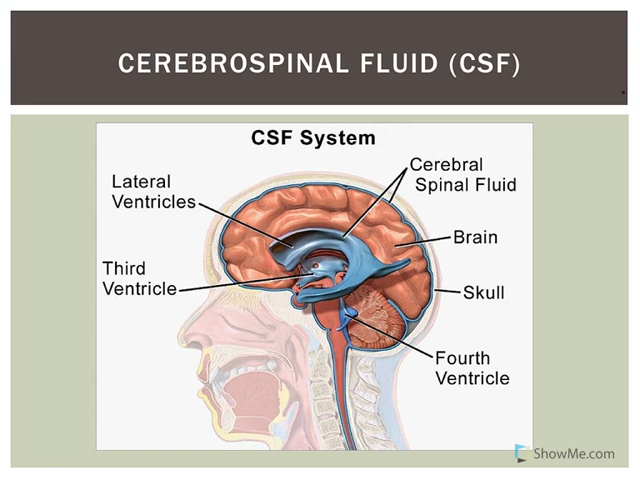 CEREBROSPINAL FLUID (CSF)
CSF System
Lateral
Ventricles
Cerebral
Spinal Fluid
Brain
Third
Ventricle
Skull
Fourth
Ventricle
ShowMe.com